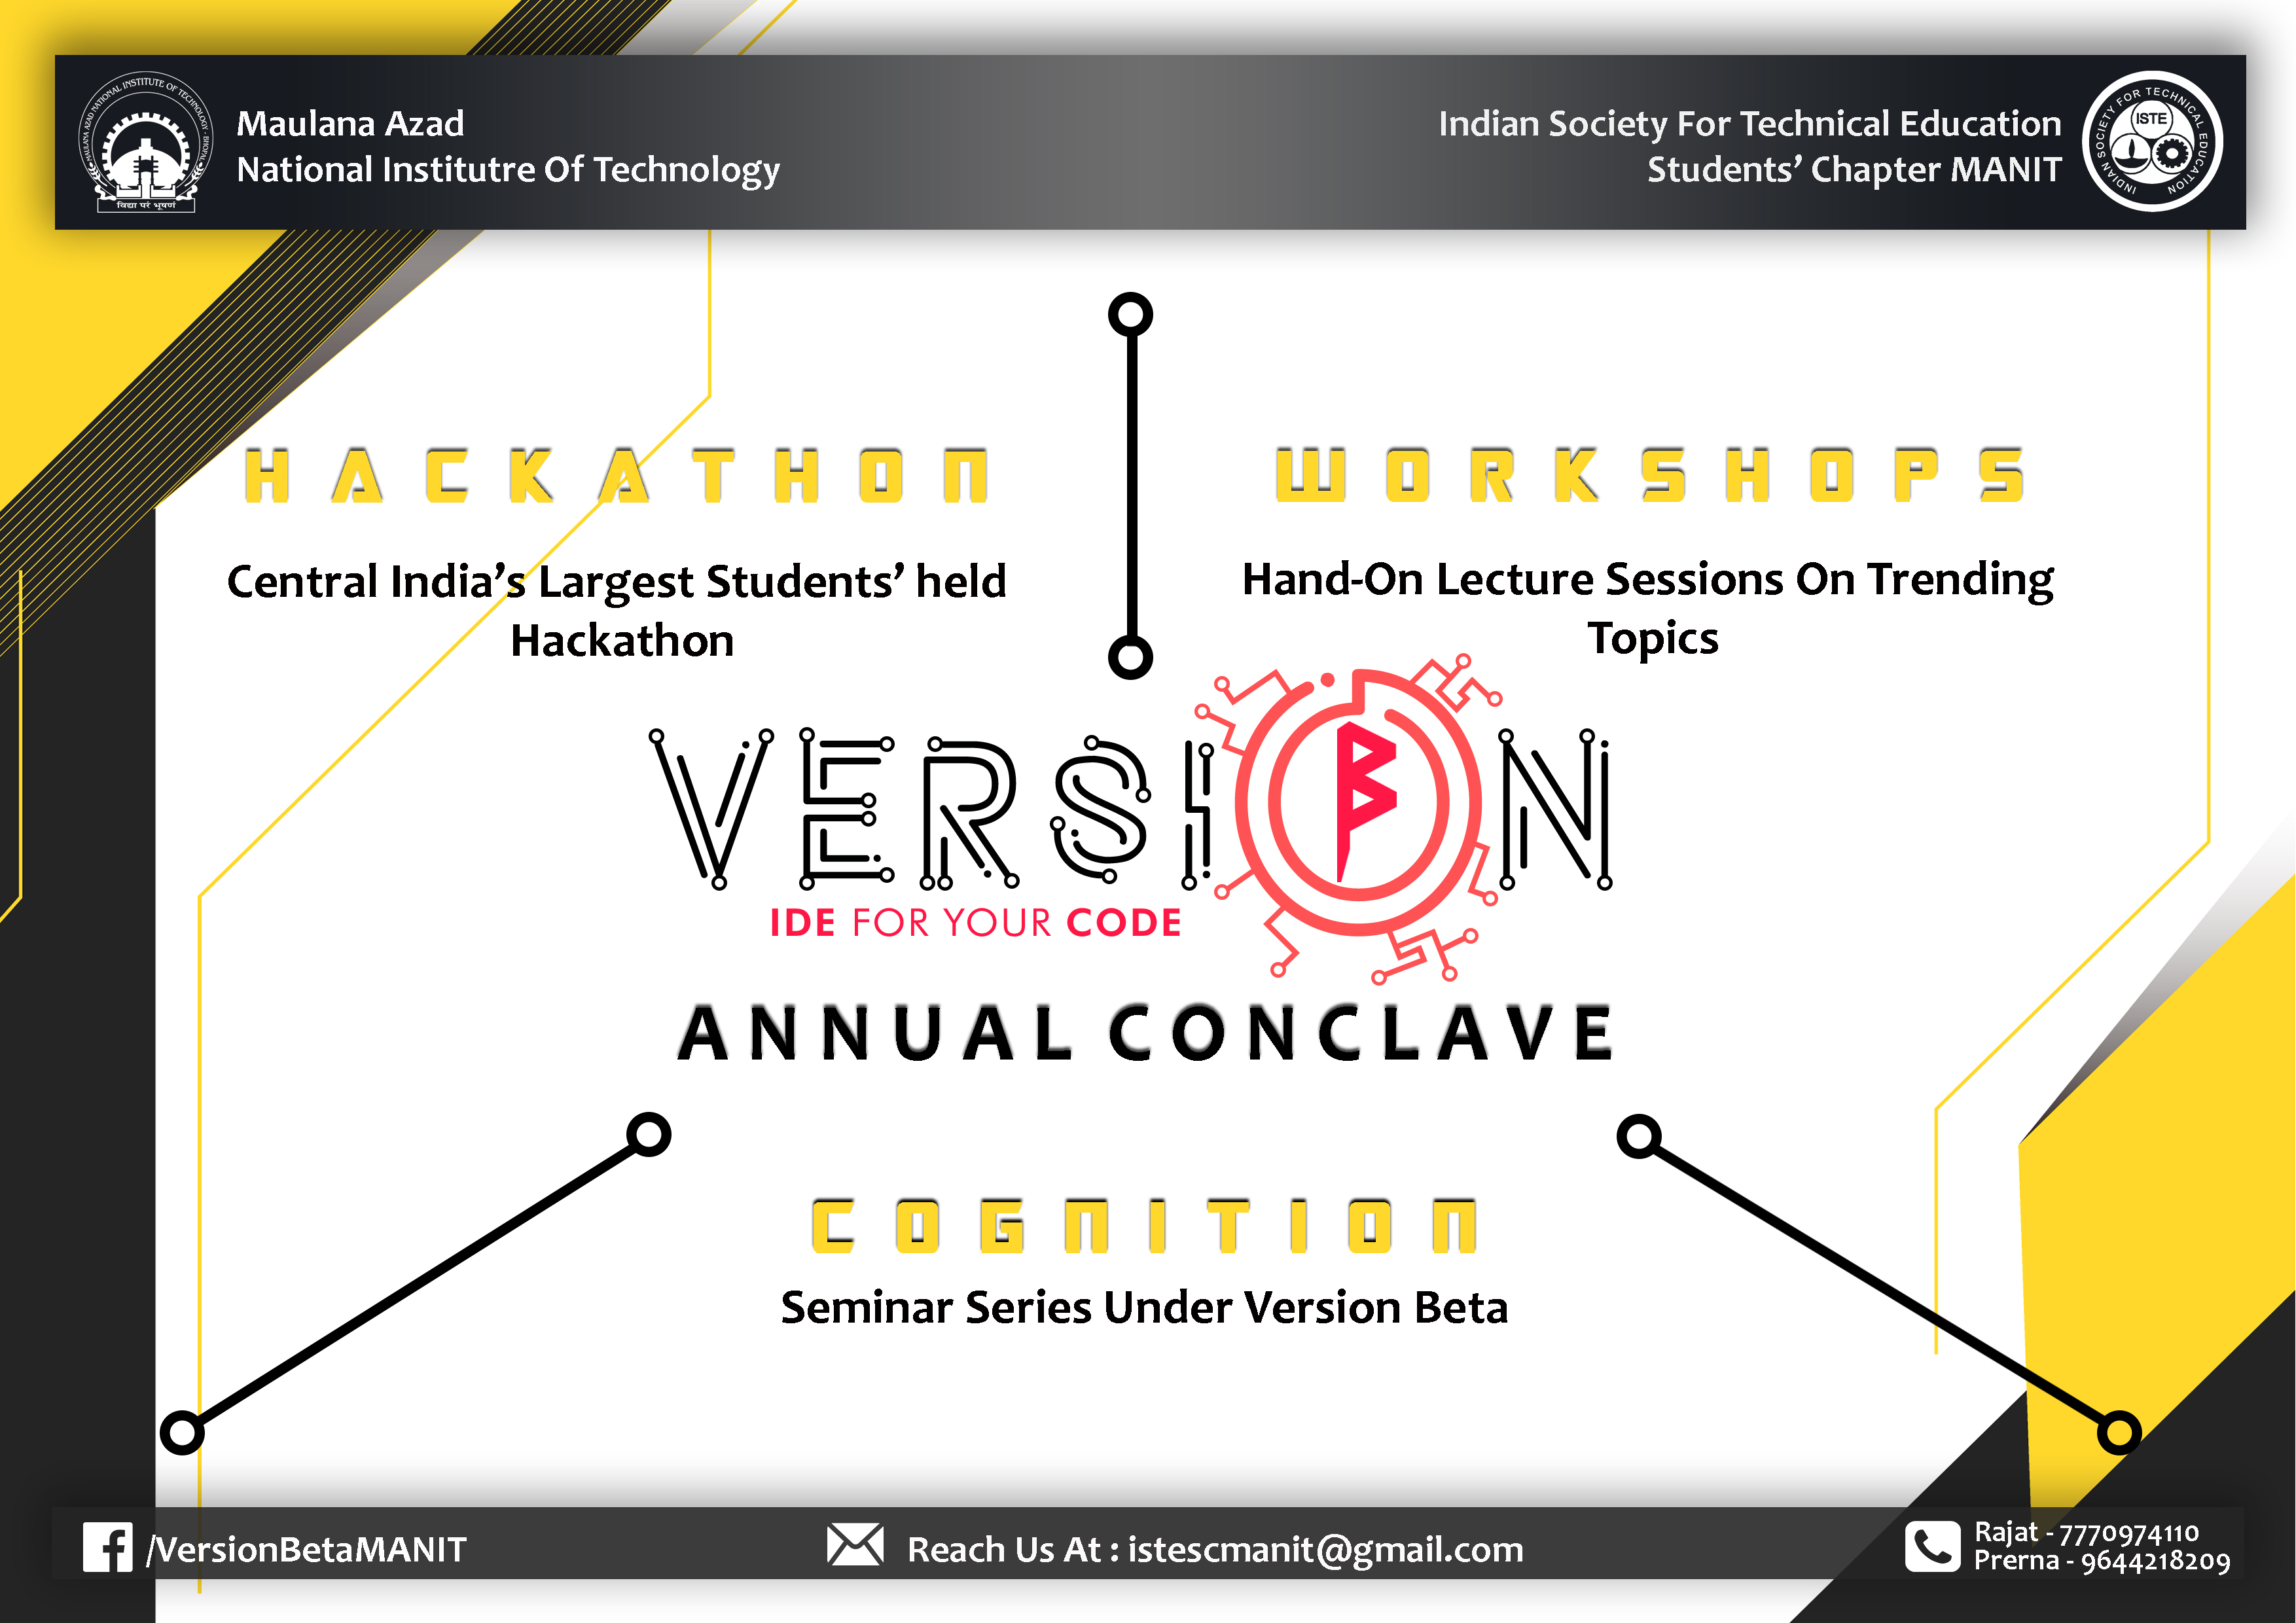 MAULANA AZAD NATIONAL INSTITUTE OF TECHNOLOGY - BHOPAL
विद्या परं भूषणं
Maulana Azad
National Institutre Of Technology
Indian Society For Technical Education
Students’ Chapter MANIT
INDIAN SOCIETY FOR TECHNICAL EDUCATION
ISTE
HACKATHON
Central India’s Largest Students’ held
Hackathon
WORKSHOPS
Hand-On Lecture Sessions On Trending
Topics
VERSION
β
IDE FOR YOUR CODE
ANNUAL CONCLAVE
COGNITION
Seminar Series Under Version Beta
/VersionBetaMANIT
Reach Us At : istescmanit@gmail.com
Rajat - 7770974110
Prerna - 9644218209